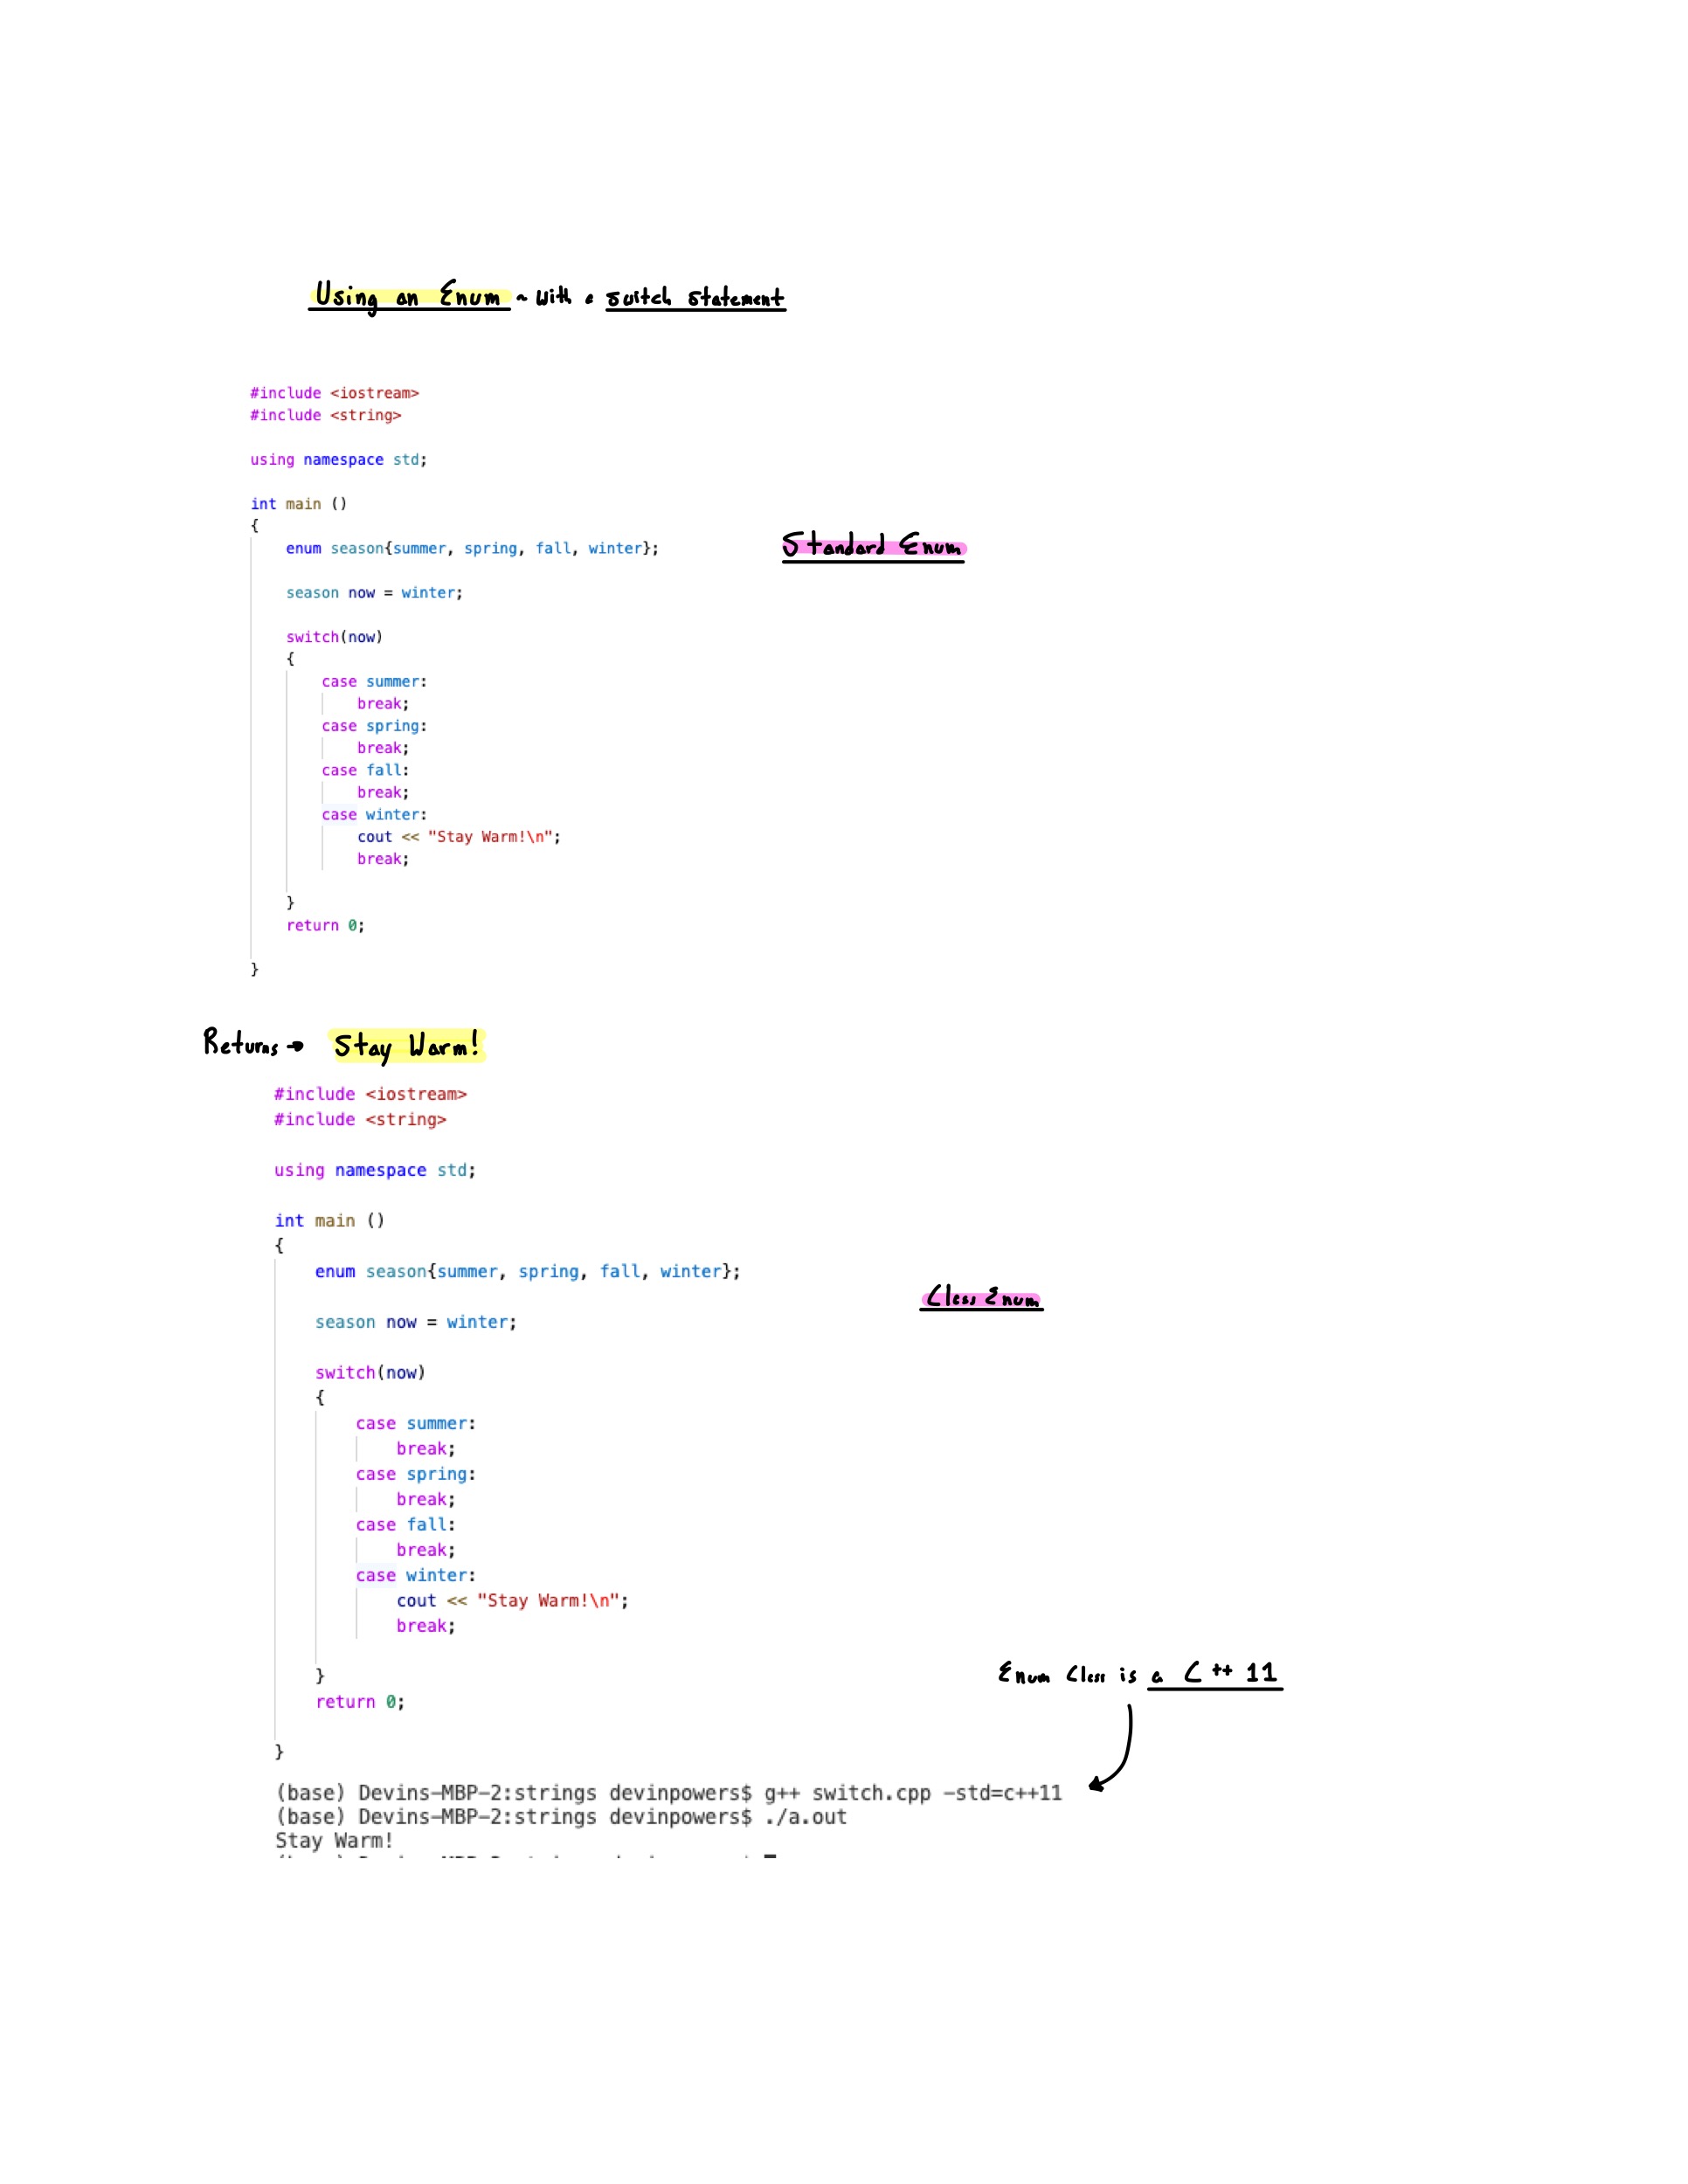 Using an Enum ~ with a switch statement
#include <iostream>
#include <string>
using namespace std;
int main ()
{
enum season{summer, spring, fall, winter};
Standard Enum
season now = winter;
switch(now)
{
case summer:
break;
case spring:
break;
case fall:
break;
case winter:
cout << "Stay Warm!\n";
break;
}
return 0;
}
Returns → Stay Warm!
#include <iostream>
#include <string>
using namespace std;
int main ()
{
enum season{summer, spring, fall, winter};
Class Enum
season now = winter;
switch(now)
{
case summer:
break;
case spring:
break;
case fall:
break;
case winter:
cout << "Stay Warm!\n";
break;
}
Enum Class is a C++ 11
return 0;
}
(base) Devins-MBP-2:strings devinpowers$ g++ switch.cpp -std=c++11
(base) Devins-MBP-2:strings devinpowers$ ./a.out
Stay Warm!